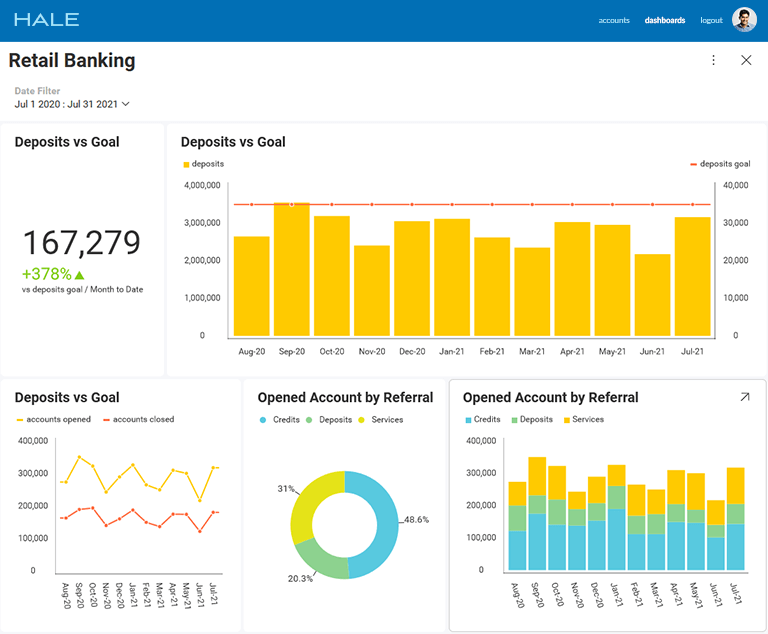 HALE
accounts dashboards logout
Retail Banking
Date Filter
Jul 1 2020 : Jul 31 2021
Deposits vs Goal
167,279
+378%
vs deposits goal / Month to Date
Deposits vs Goal
deposits
deposits goal
4,000,000
3,000,000
2,000,000
1,000,000
0
40,000
30,000
20,000
10,000
0
Aug-20 Sep-20 Oct-20 Nov-20 Dec-20 Jan-21 Feb-21 Mar-21 Apr-21 May-21 Jun-21 Jul-21
Deposits vs Goal
accounts opened accounts closed
400,000
300,000
200,000
100,000
0
Aug-20 Sep-20 Oct-20 Nov-20 Dec-20 Jan-21 Feb-21 Mar-21 Apr-21 May-21 Jun-21 Jul-21
Opened Account by Referral
Credits Deposits Services
31%
48.6%
20.3%
Opened Account by Referral
Credits Deposits Services
400,000
300,000
200,000
100,000
0
Aug-20 Sep-20 Oct-20 Nov-20 Dec-20 Jan-21 Feb-21 Mar-21 Apr-21 May-21 Jun-21 Jul-21